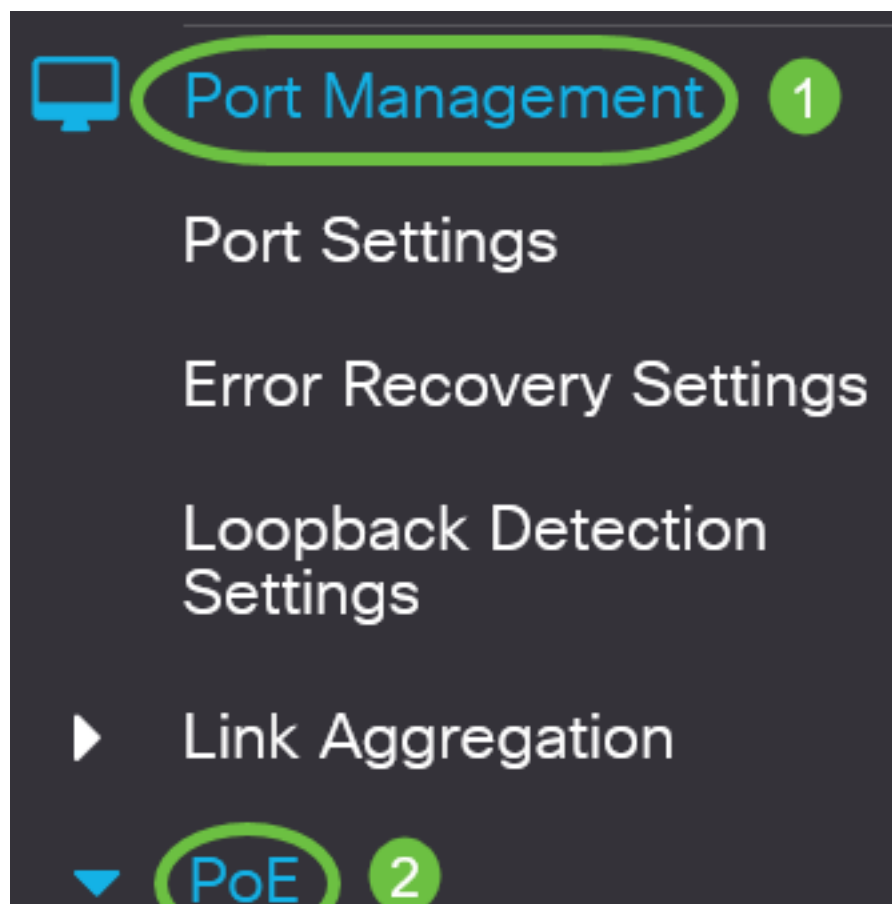 Port Management 1
Port Settings
Error Recovery Settings
Loopback Detection
Settings
Link Aggregation
PoE 2